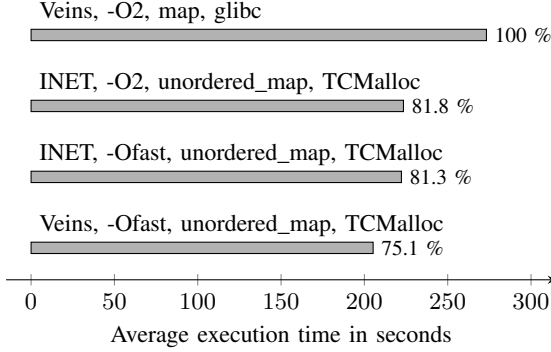 Veins, -O2, map, glibc
100 %
INET, -O2, unordered_map, TCMalloc
81.8 %
INET, -Ofast, unordered_map, TCMalloc
81.3 %
Veins, -Ofast, unordered_map, TCMalloc
75.1 %
0 50 100 150 200 250 300
Average execution time in seconds